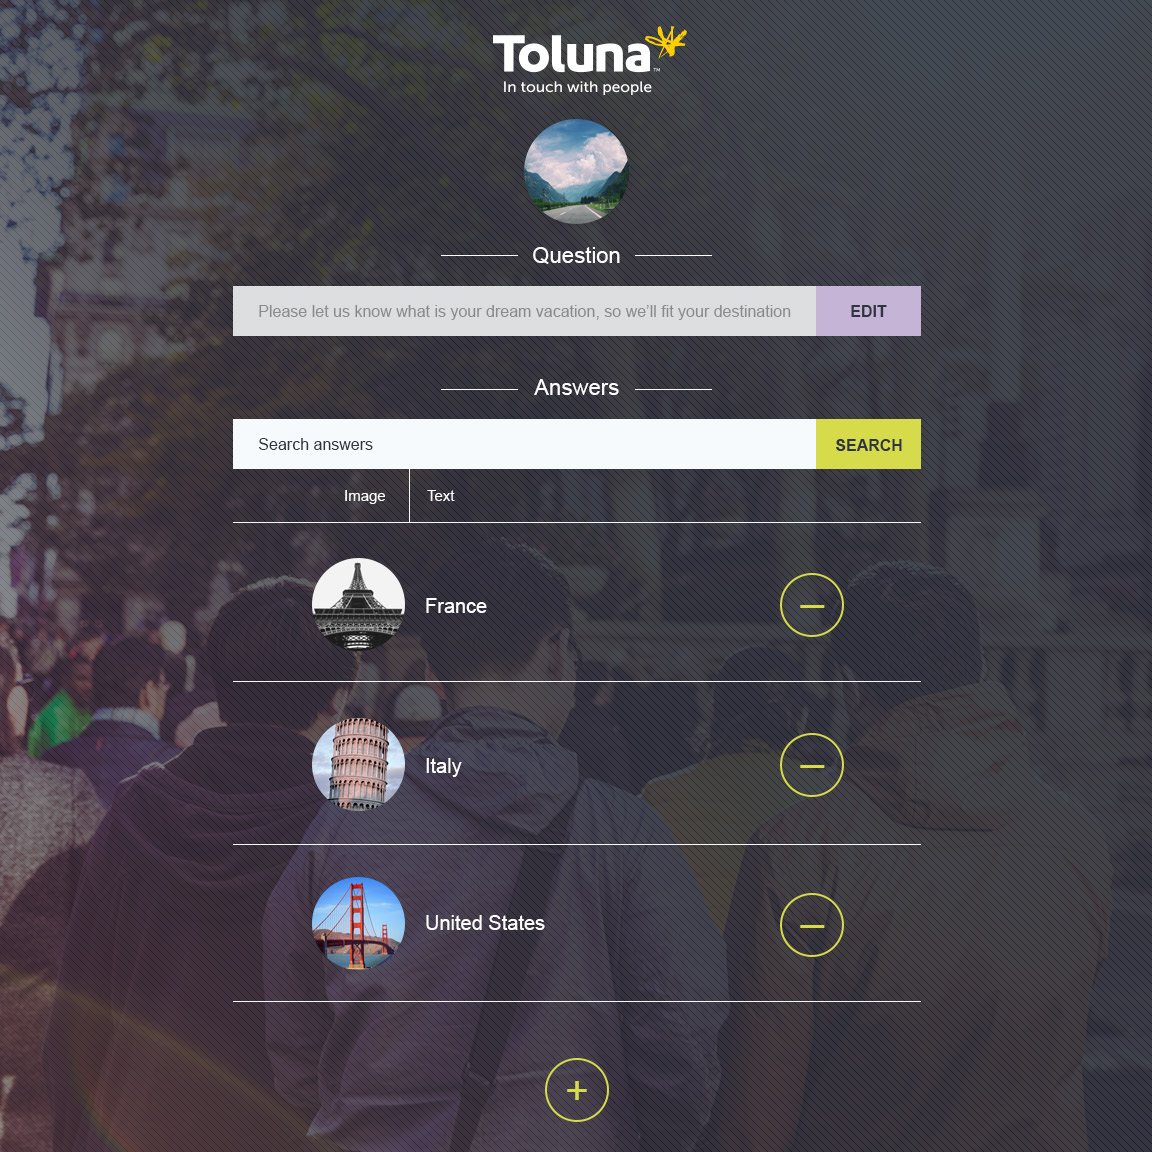 Toluna™
In touch with people
Question
Please let us know what is your dream vacation, so we’ll fit your destination
EDIT
Answers
Search answers
SEARCH
Image
Text
France
Italy
United States